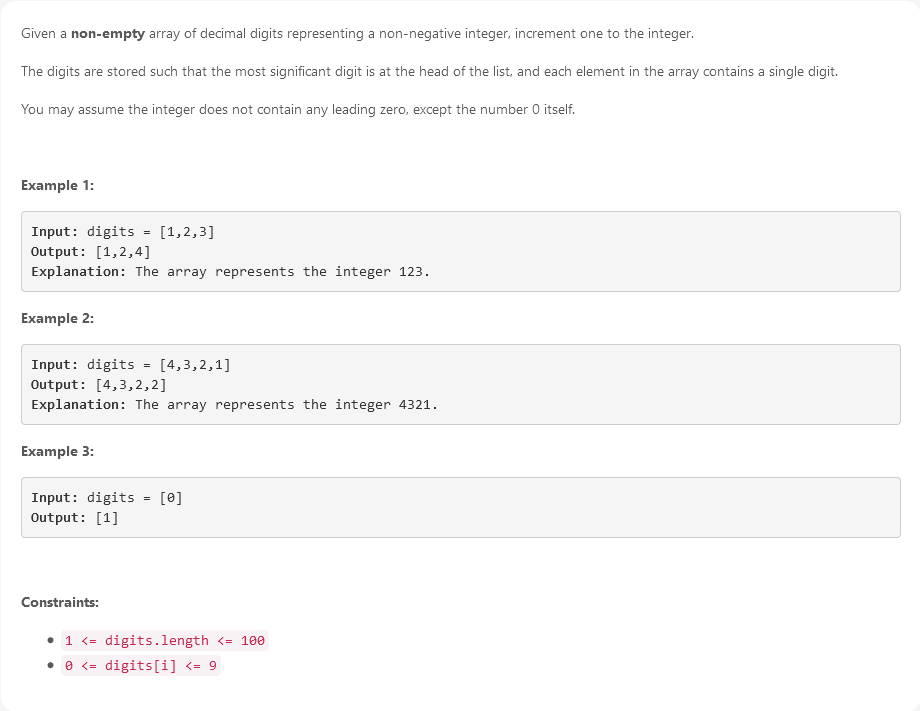 Given a non-empty array of decimal digits representing a non-negative integer, increment one to the integer.
The digits are stored such that the most significant digit is at the head of the list, and each element in the array contains a single digit.
You may assume the integer does not contain any leading zero, except the number 0 itself.
Example 1:
Input: digits = [1,2,3]
Output: [1,2,4]
Explanation: The array represents the integer 123.
Example 2:
Input: digits = [4,3,2,1]
Output: [4,3,2,2]
Explanation: The array represents the integer 4321.
Example 3:
Input: digits = [0]
Output: [1]
Constraints:
• 1 <= digits.length <= 100
• 0 <= digits[i] <= 9